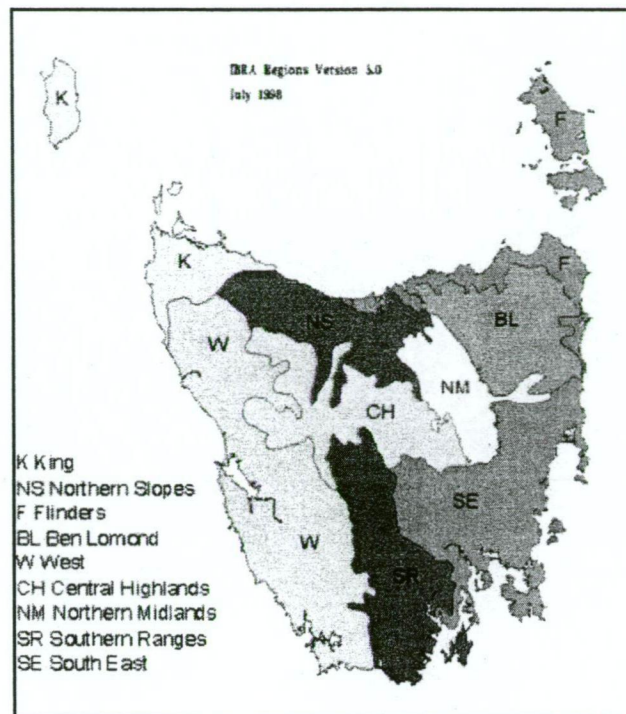 IBRA Regions Version 5.0
July 1998
K
F
K
F
NS
BL
W
NM
CH
SE
W
SR
K King
NS Northern Slopes
F Flinders
BL Ben Lomond
W West
CH Central Highlands
NM Northern Midlands
SR Southern Ranges
SE South East